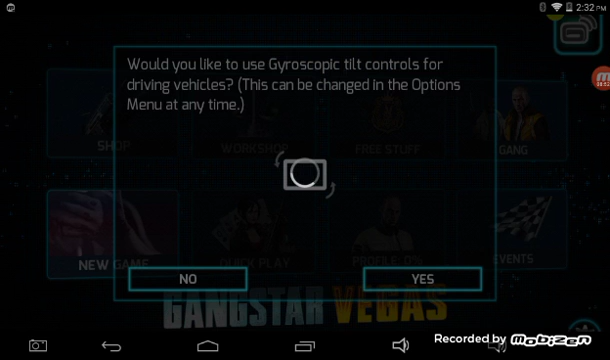 2:32 PM
Would you like to use Gyroscopic tilt controls for
driving vehicles? (This can be changed in the Options
Menu at any time.)
SHOP
WORKSHOP
FREE STUFF
GANG
NEW GAME
QUICK PLAY
PROFILE: 0%
EVENTS
NO
YES
GANGSTAR VEGAS
Recorded by Mobizen